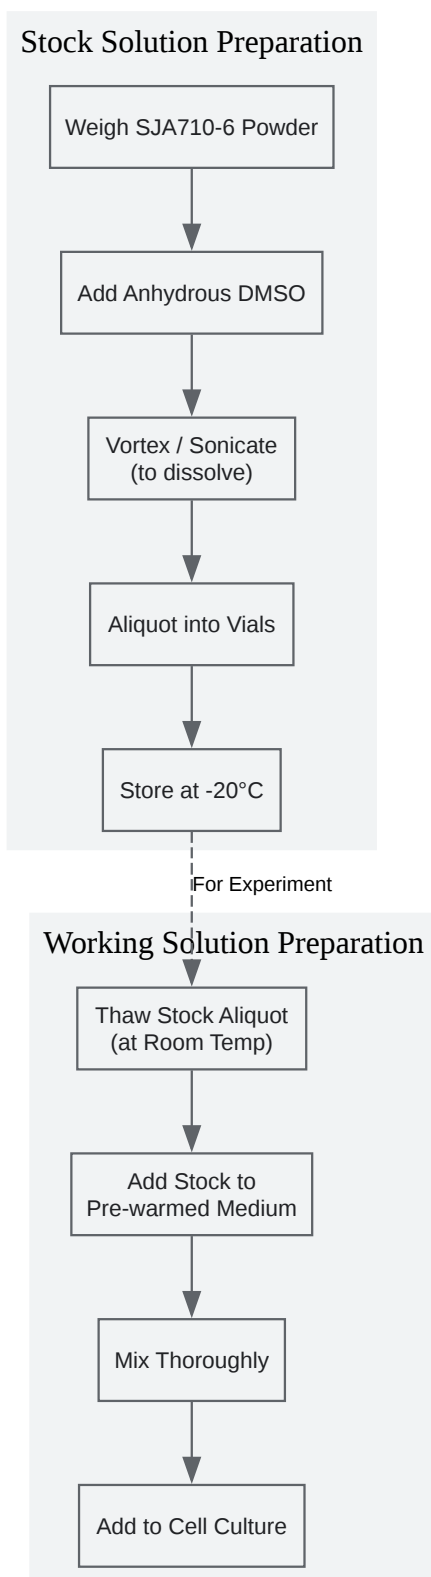 Stock Solution Preparation
Weigh SJA710-6 Powder
Add Anhydrous DMSO
Vortex / Sonicate
(to dissolve)
Aliquot into Vials
Store at -20°C
For Experiment
Working Solution Preparation
Thaw Stock Aliquot
(at Room Temp)
Add Stock to
Pre-warmed Medium
Mix Thoroughly
Add to Cell Culture